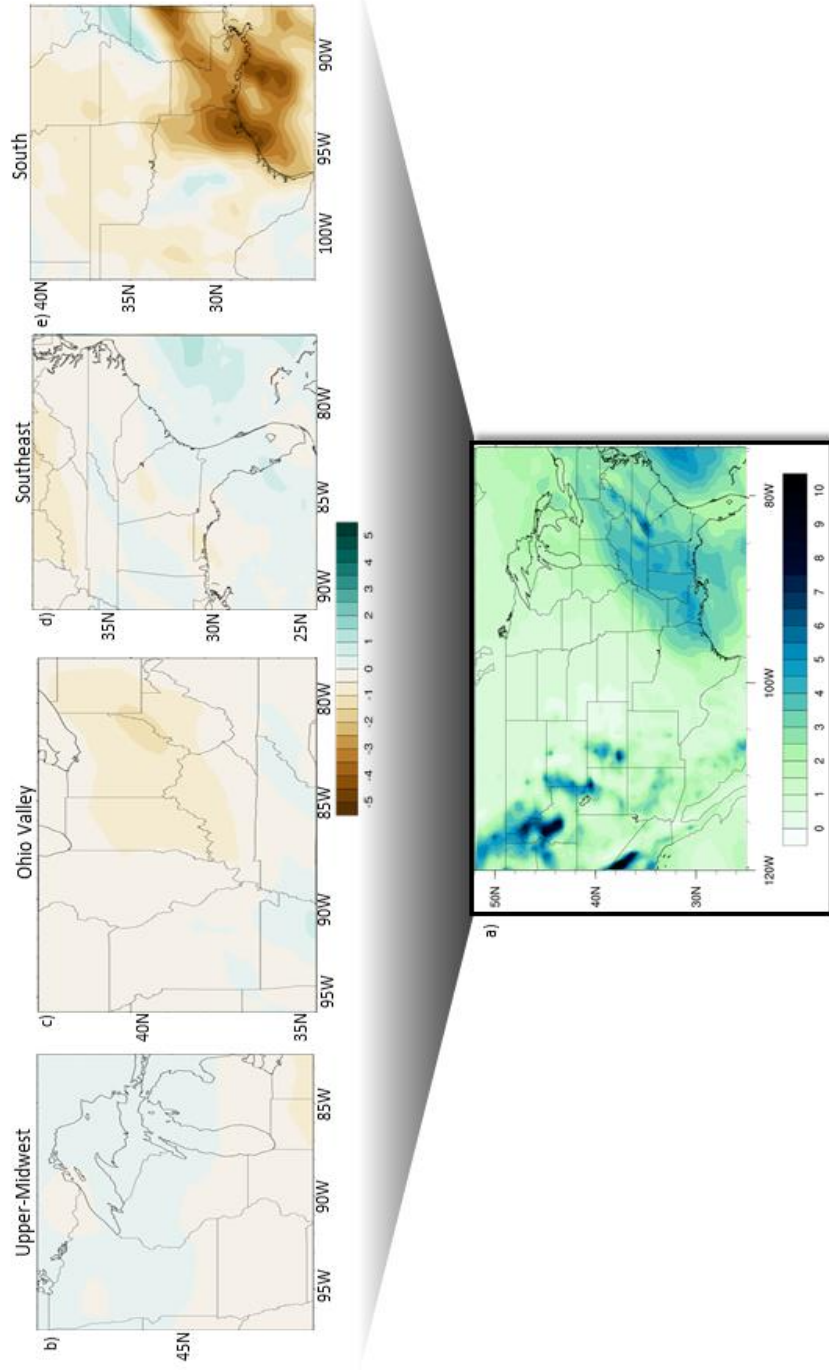 Upper-Midwest
b)
45N
95W 90W 85W
Ohio Valley
c)
40N
35N
95W 90W 85W 80W
Southeast
d)
35N
30N
25N
90W 85W 80W
South
e) 40N
35N
30N
100W 95W 90W
-5 -4 -3 -2 -1 0 1 2 3 4 5
a)
50N
40N
30N
120W 100W 80W
0 1 2 3 4 5 6 7 8 9 10